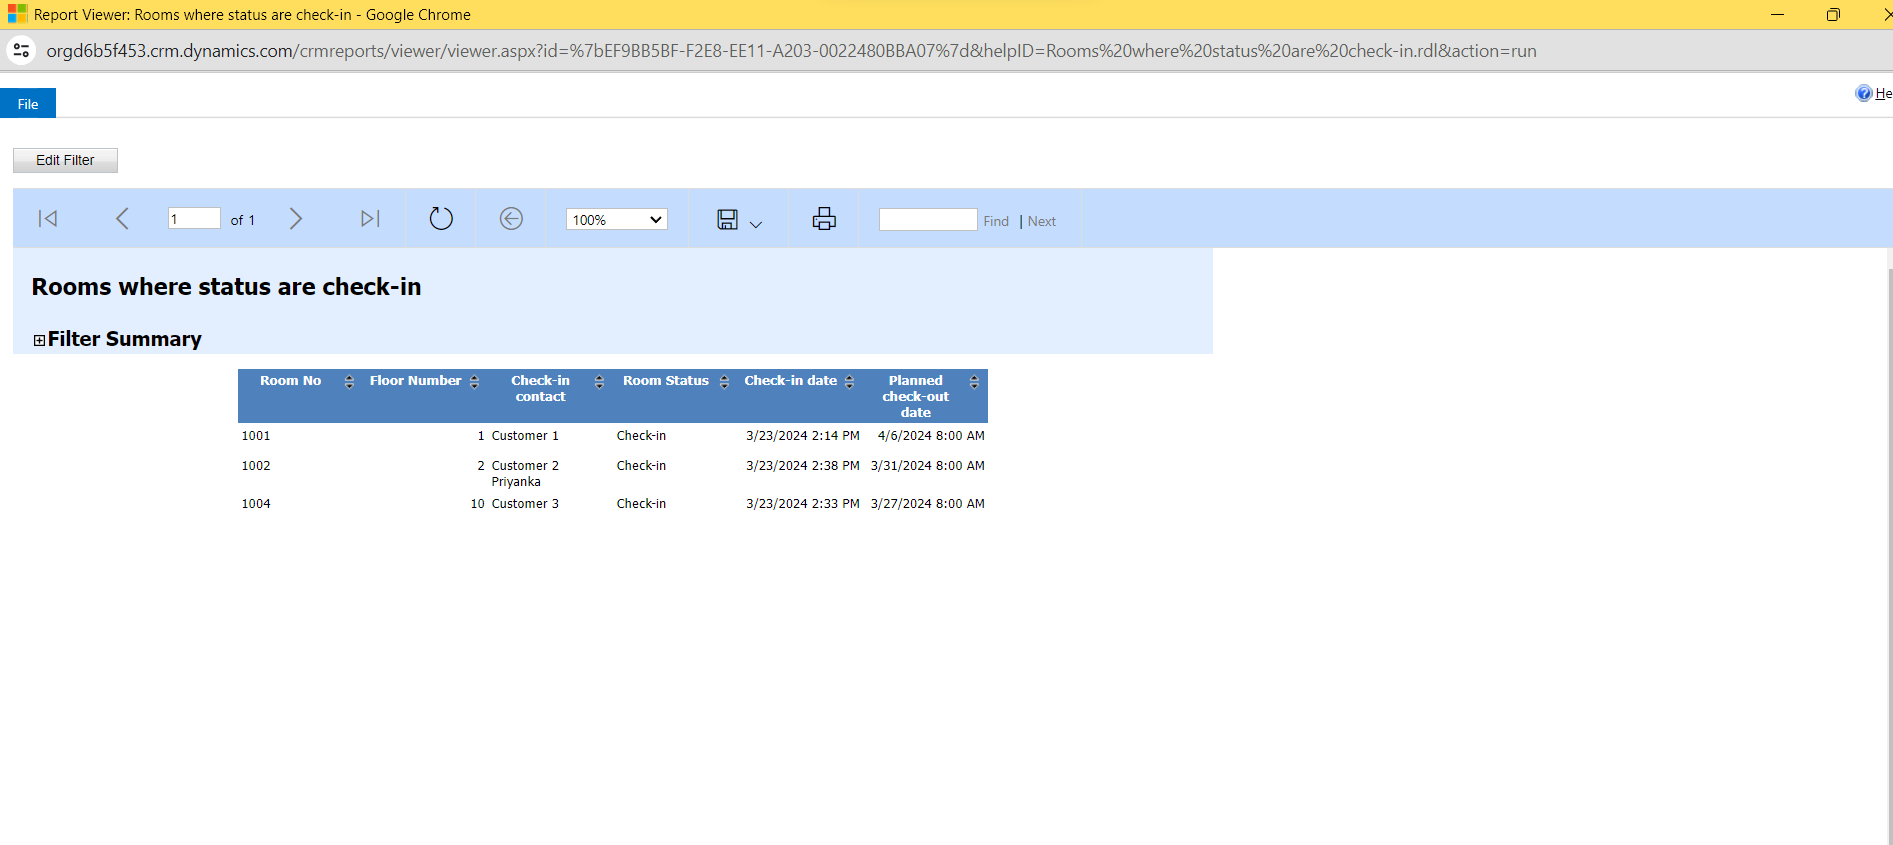 Report Viewer: Rooms where status are check-in - Google Chrome
orgd6b5f453.crm.dynamics.com/crmreports/viewer/viewer.aspx?id=%7bEF9BB5BF-F2E8-EE11-A203-0022480BBA07%7d&helpID=Rooms%20where%20status%20are%20check-in.rdl&action=run
File
He
Edit Filter
1 of 1 100% Find | Next
Rooms where status are check-in
Filter Summary
Room No Floor Number Check-in contact Room Status Check-in date Planned check-out date
1001 1 Customer 1 Check-in 3/23/2024 2:14 PM 4/6/2024 8:00 AM
1002 2 Customer 2 Priyanka Check-in 3/23/2024 2:38 PM 3/31/2024 8:00 AM
1004 10 Customer 3 Check-in 3/23/2024 2:33 PM 3/27/2024 8:00 AM